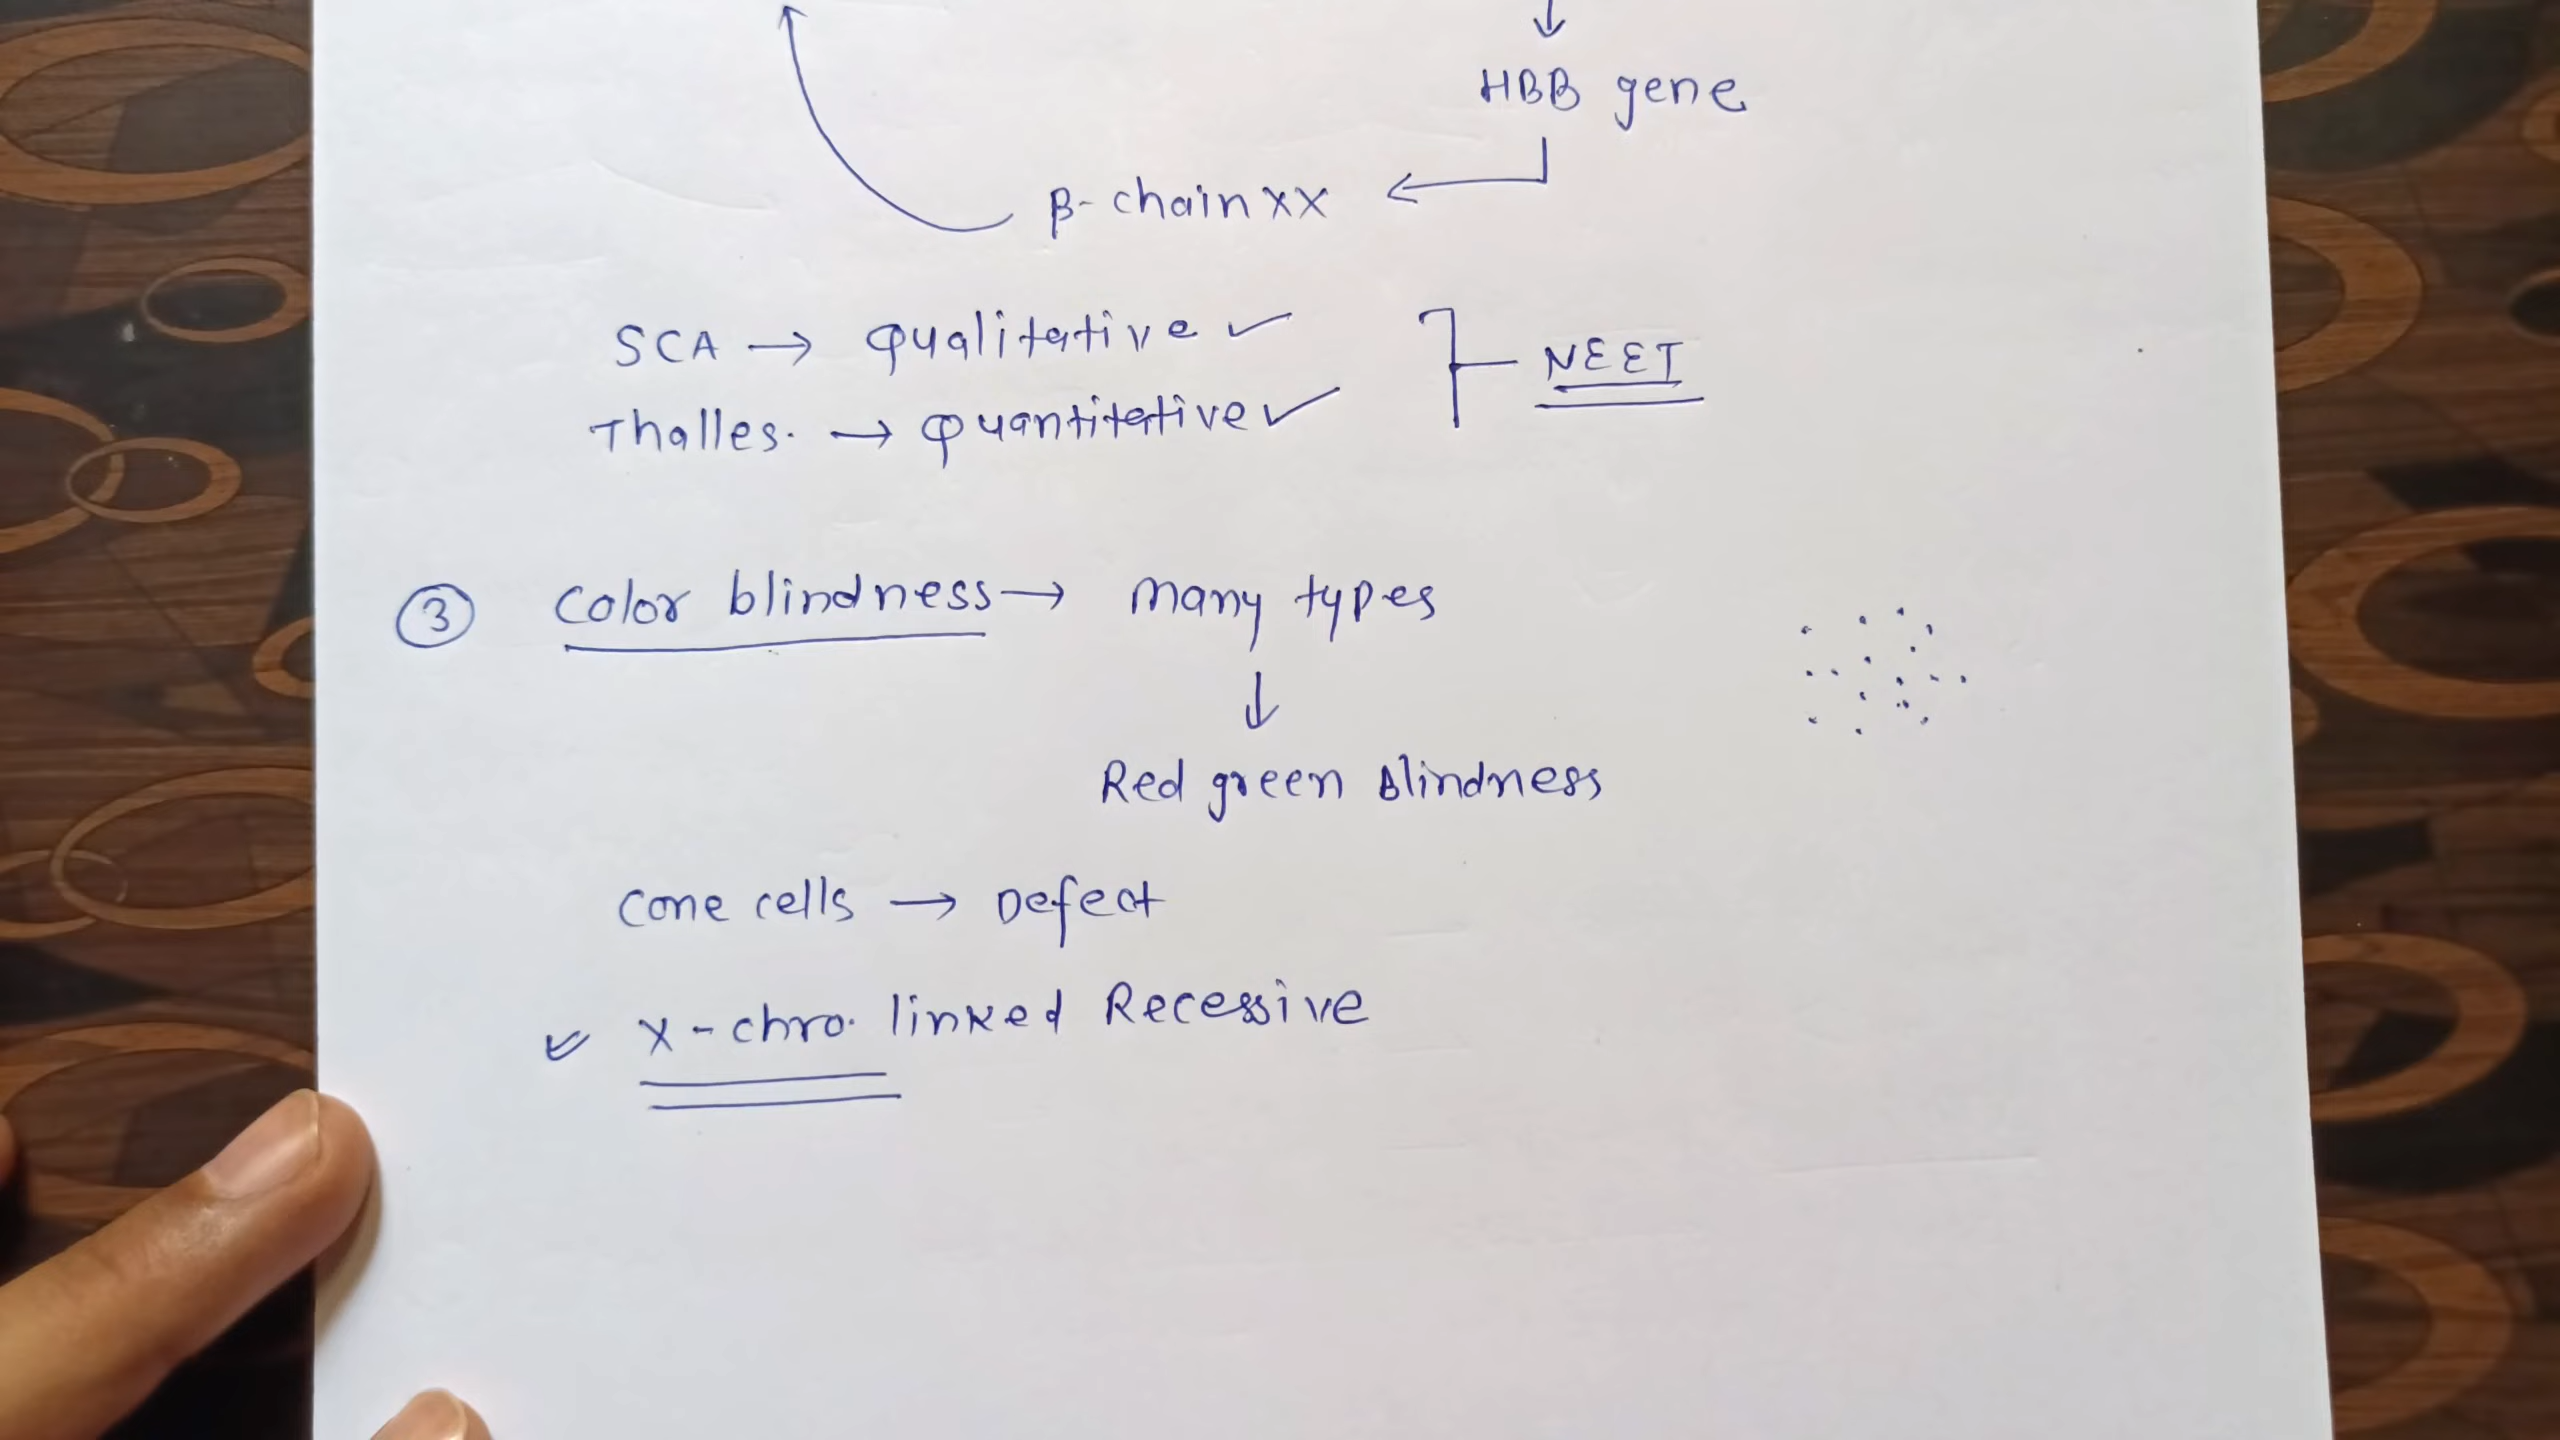 ↓
HBB gene
β- chain xx ←
SCA → qualitative ✓
Thalles. → quantitative ✓
NEET
③ color blindness → many types
↓
Red green blindness
cone cells → Defect
✓ X-chro. linked Recessive